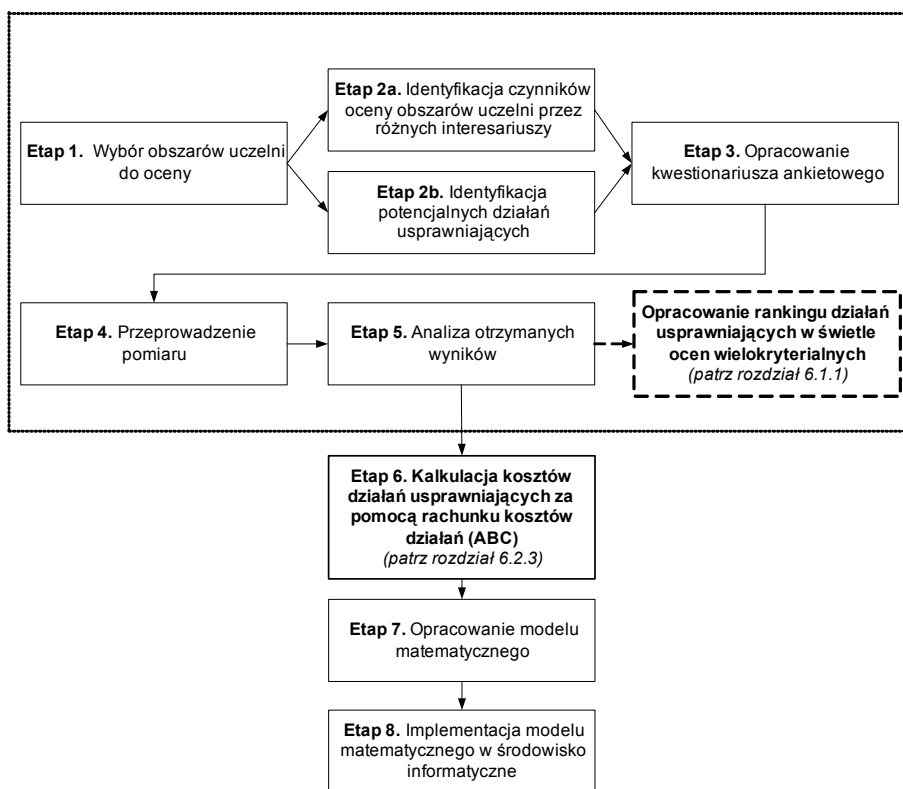 Etap 2a. Identyfikacja czynników
oceny obszarów uczelni przez
różnych interesariuszy
Etap 1. Wybór obszarów uczelni
do oceny
Etap 3. Opracowanie
kwestionariusza ankietowego
Etap 2b. Identyfikacja
potencjalnych działań
usprawniających
Etap 4. Przeprowadzenie
pomiaru
Etap 5. Analiza otrzymanych
wyników
Opracowanie rankingu działań
usprawniających w świetle
ocen wielokryterialnych
(patrz rozdział 6.1.1)
Etap 6. Kalkulacja kosztów
działań usprawniających za
pomocą rachunku kosztów
działań (ABC)
(patrz rozdział 6.2.3)
Etap 7. Opracowanie modelu
matematycznego
Etap 8. Implementacja modelu
matematycznego w środowisko
informatyczne